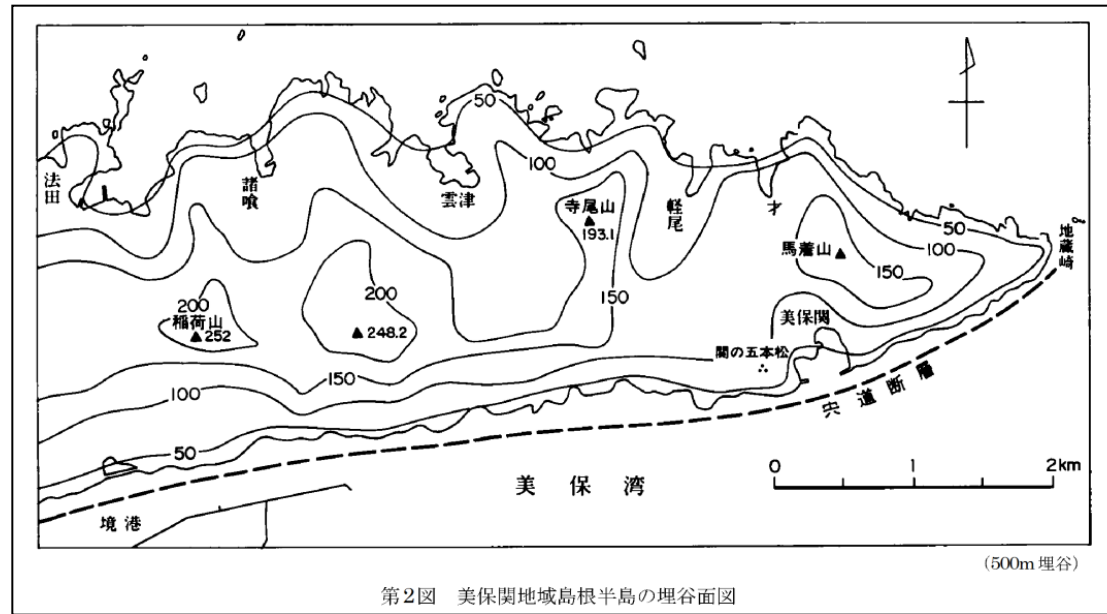 50
100
法田
諸喰
雲津
寺尾山
193.1
軽尾
才
馬着山
50
100
150
地蔵崎
200
稲荷山
252
200
248.2
150
美保関
関の五本松
150
100
50
宍道断層
0 1 2km
美保湾
境港
(500m埋谷)
第2図 美保関地域島根半島の埋谷面図